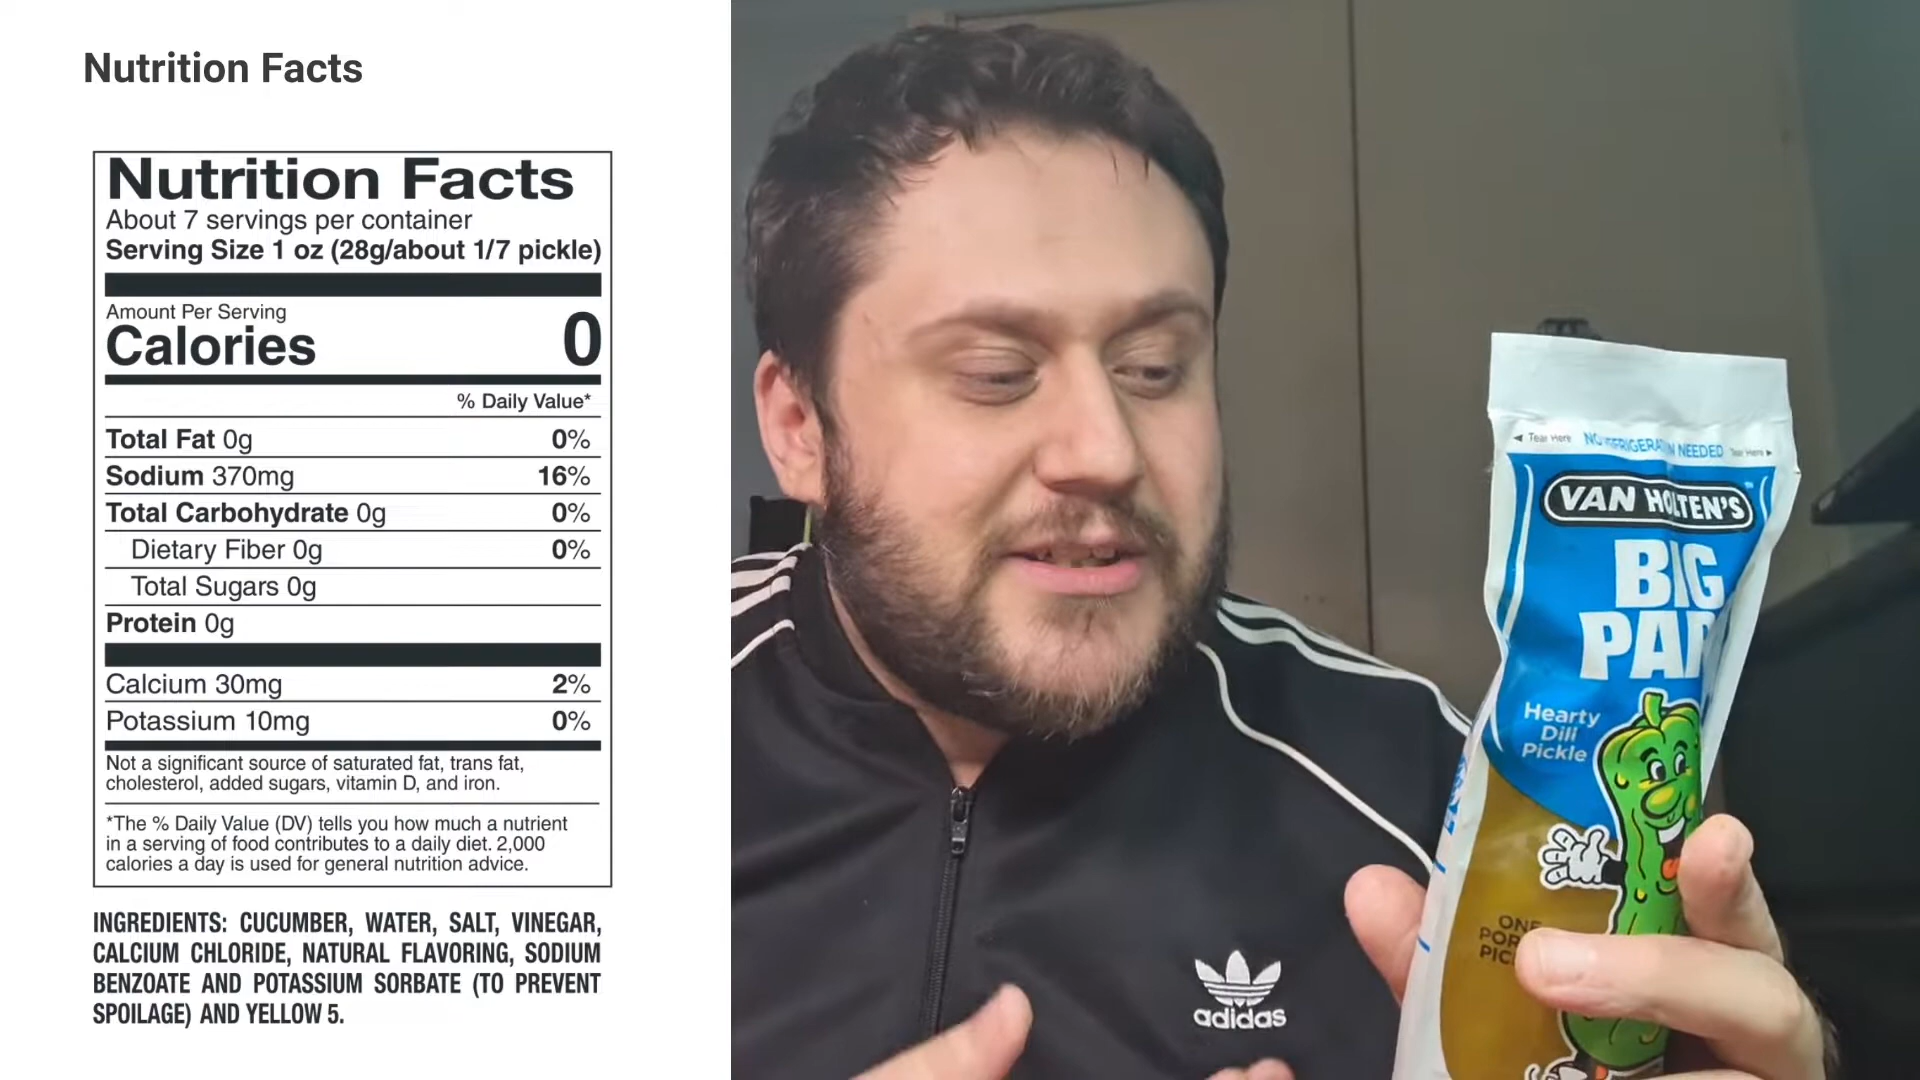 Nutrition Facts
Nutrition Facts
About 7 servings per container
Serving Size 1 oz (28g/about 1/7 pickle)
Amount Per Serving
Calories 0
% Daily Value*
Total Fat 0g 0%
Sodium 370mg 16%
Total Carbohydrate 0g 0%
Dietary Fiber 0g 0%
Total Sugars 0g
Protein 0g
Calcium 30mg 2%
Potassium 10mg 0%
Not a significant source of saturated fat, trans fat,
cholesterol, added sugars, vitamin D, and iron.
*The % Daily Value (DV) tells you how much a nutrient
in a serving of food contributes to a daily diet. 2,000
calories a day is used for general nutrition advice.
INGREDIENTS: CUCUMBER, WATER, SALT, VINEGAR,
CALCIUM CHLORIDE, NATURAL FLAVORING, SODIUM
BENZOATE AND POTASSIUM SORBATE (TO PREVENT
SPOILAGE) AND YELLOW 5.
Tear Here NO REFRIGERATION NEEDED Tear Here
VAN HOLTEN'S
BIG
PAP
Hearty
Dill
Pickle
ONE
adidas